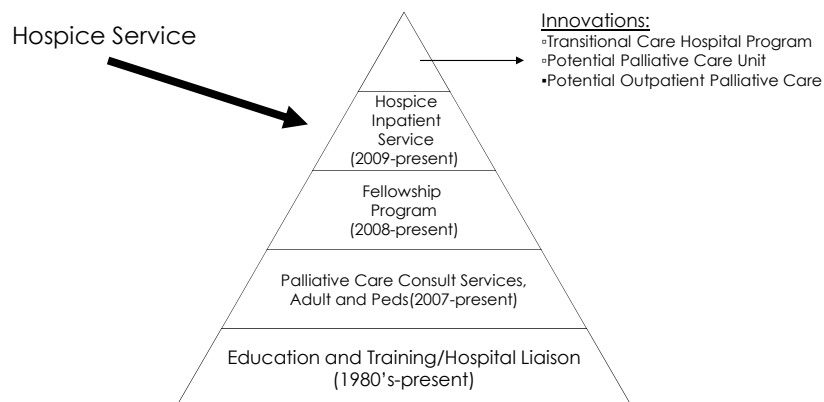 Hospice Service
Innovations:
▫Transitional Care Hospital Program
▫Potential Palliative Care Unit
▪Potential Outpatient Palliative Care
Hospice
Inpatient
Service
(2009-present)
Fellowship
Program
(2008-present)
Palliative Care Consult Services,
Adult and Peds(2007-present)
Education and Training/Hospital Liaison
(1980’s-present)